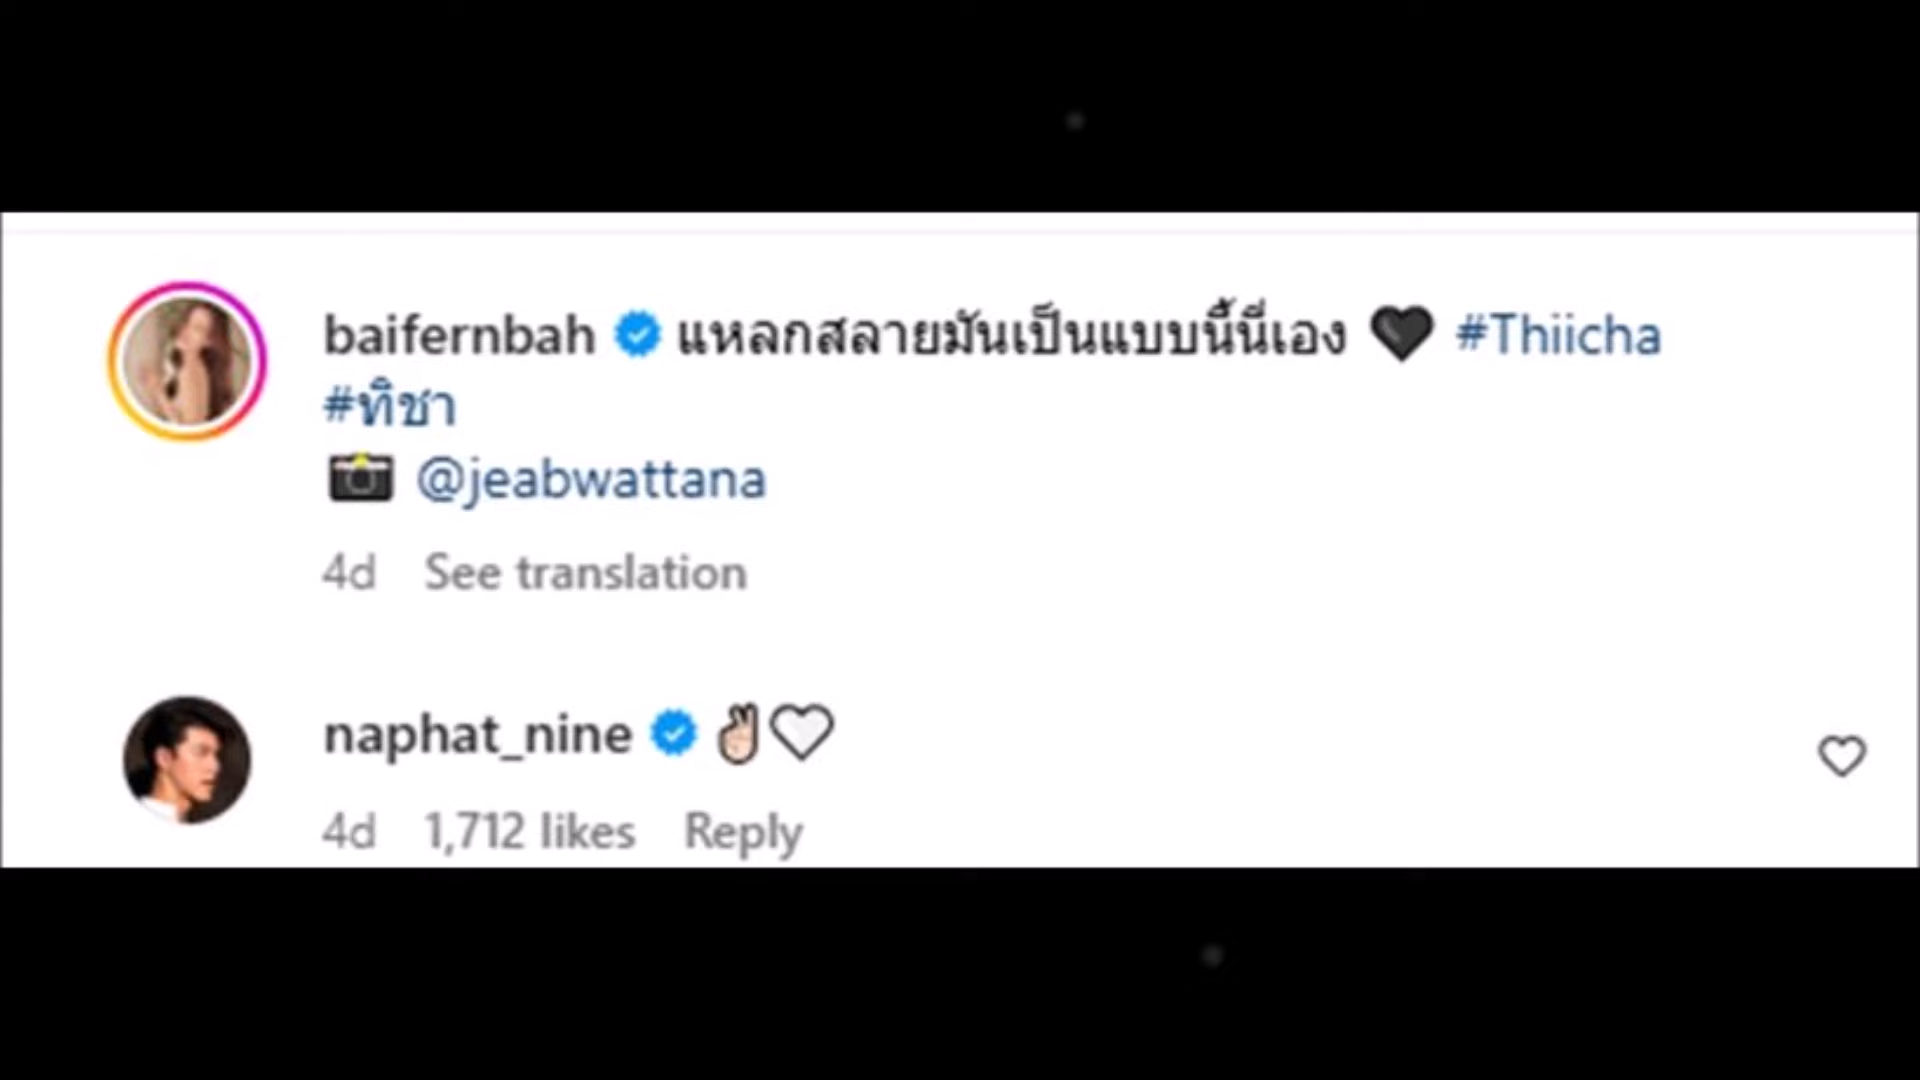 baifernbah แหลกสลายมันเป็นแบบนี้นี่เอง 🖤 #Thiicha
#ทิชา
📸 @jeabwattana
4d See translation
naphat_nine ✌🏻🤍
4d 1,712 likes Reply